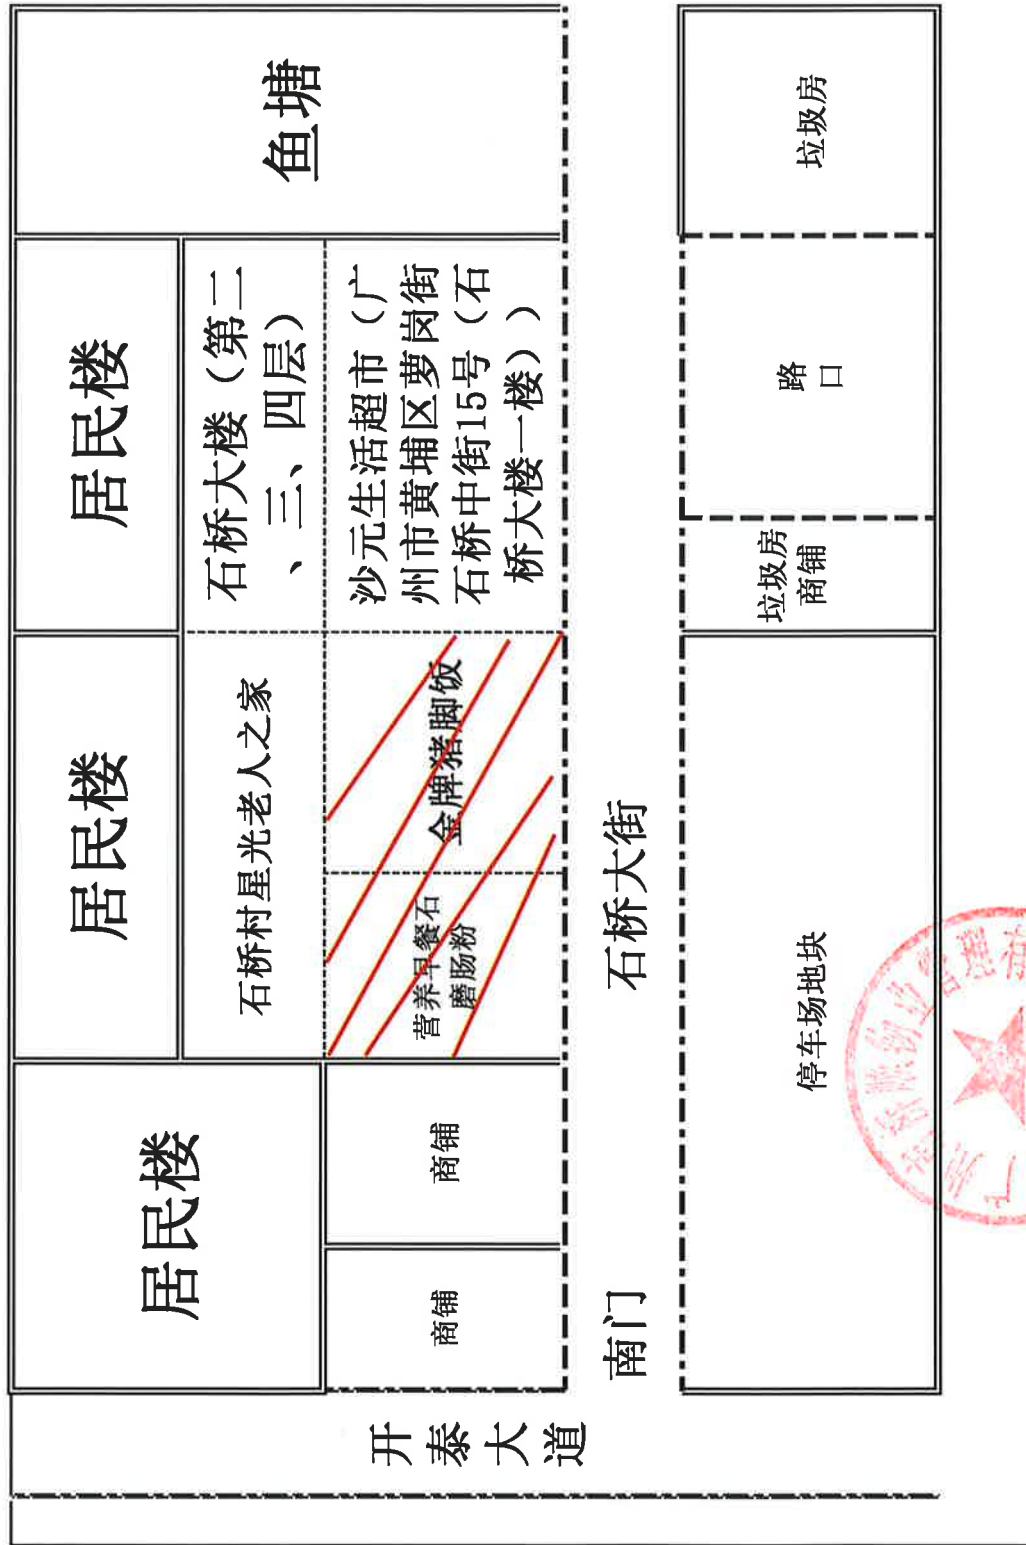 居民楼
居民楼
居民楼
鱼塘
石桥村星光老人之家
石桥大楼（第二
、三、四层）
商铺
商铺
营养早餐石
磨肠粉
金牌猪脚饭
沙元生活超市（广
州市黄埔区萝岗街
石桥中街15号（石
桥大楼一楼））
开泰大道
南门
石桥大街
停车场地块
垃圾房
商铺
路
口
垃圾房